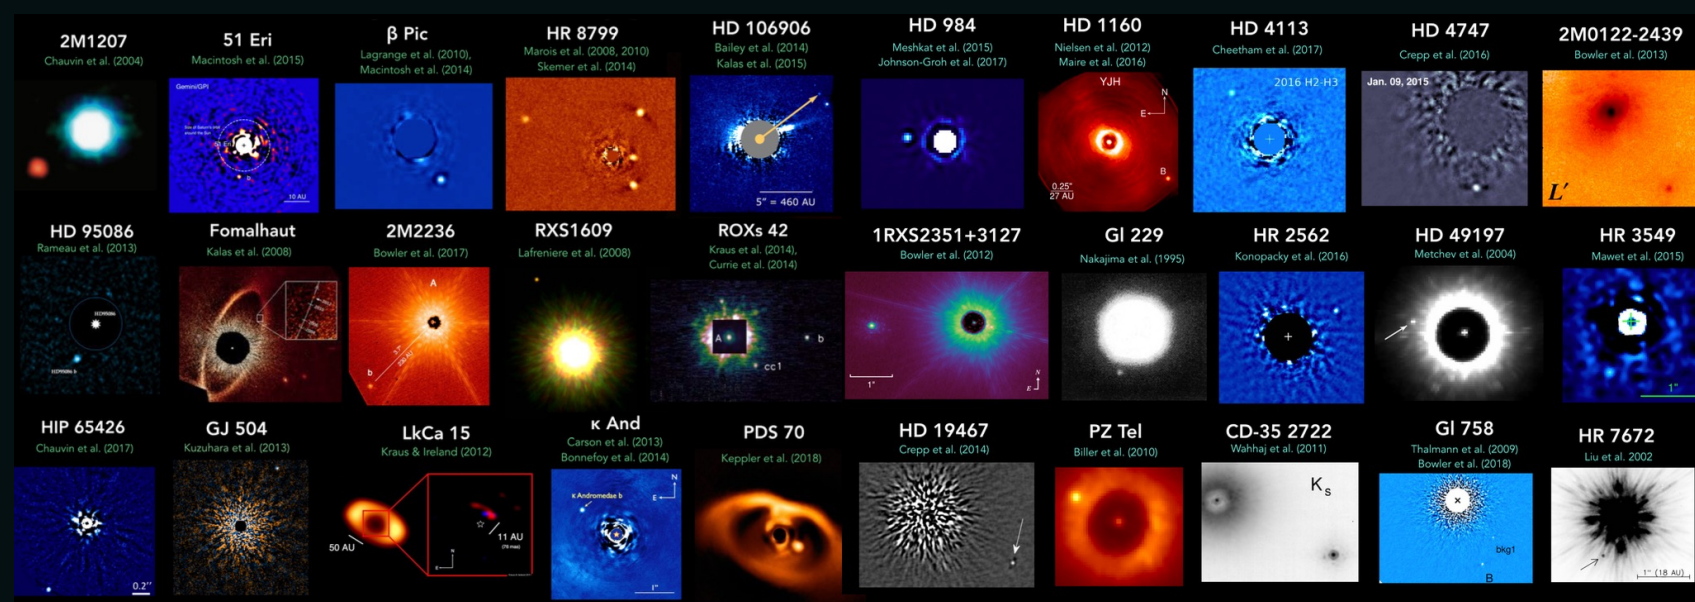 2M1207
Chauvin et al. (2004)
51 Eri
Macintosh et al. (2015)
Gemini/GPI
51 Eri
b
10 AU
β Pic
Lagrange et al. (2010),
Macintosh et al. (2014)
HR 8799
Marois et al. (2008, 2010)
Skemer et al. (2014)
HD 106906
Bailey et al. (2014)
Kalas et al. (2015)
5" = 460 AU
HD 984
Meshkat et al. (2015)
Johnson-Groh et al. (2017)
HD 1160
Nielsen et al. (2012)
Maire et al. (2016)
YJH
N
E
B
0.25"
27 AU
HD 4113
Cheetham et al. (2017)
2016 H2-H3
HD 4747
Crepp et al. (2016)
Jan. 09, 2015
2M0122-2439
Bowler et al. (2013)
L'
HD 95086
Rameau et al. (2013)
Fomalhaut
Kalas et al. (2008)
2M2236
Bowler et al. (2017)
A
b
RXS1609
Lafreniere et al. (2008)
ROXs 42
Kraus et al. (2014),
Currie et al. (2014)
A
b
cc1
1RXS2351+3127
Bowler et al. (2012)
1"
N
E
Gl 229
Nakajima et al. (1995)
HR 2562
Konopacky et al. (2016)
HD 49197
Metchev et al. (2004)
HR 3549
Mawet et al. (2015)
1"
HIP 65426
Chauvin et al. (2017)
0.2"
GJ 504
Kuzuhara et al. (2013)
LkCa 15
Kraus & Ireland (2012)
50 AU
11 AU
(76 mas)
N
E
κ And
Carson et al. (2013)
Bonnefoy et al. (2014)
κ Andromedae b
N
E
1"
PDS 70
Keppler et al. (2018)
HD 19467
Crepp et al. (2014)
PZ Tel
Biller et al. (2010)
CD-35 2722
Wahhaj et al. (2011)
Ks
Gl 758
Thalmann et al. (2009)
Bowler et al. (2018)
bkg1
B
HR 7672
Liu et al. 2002
1" (18 AU)